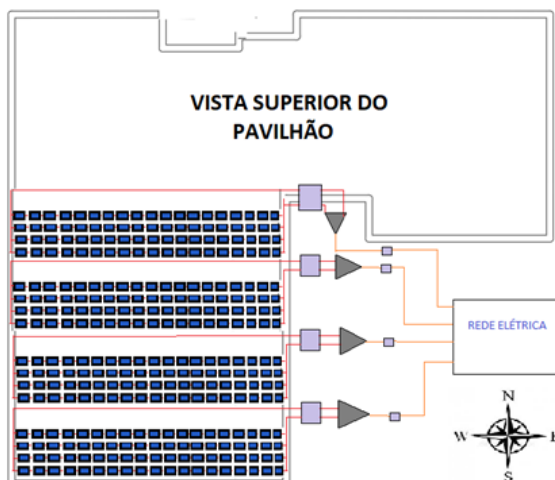 VISTA SUPERIOR DO
PAVILHÃO
REDE ELÉTRICA
N
W E
S